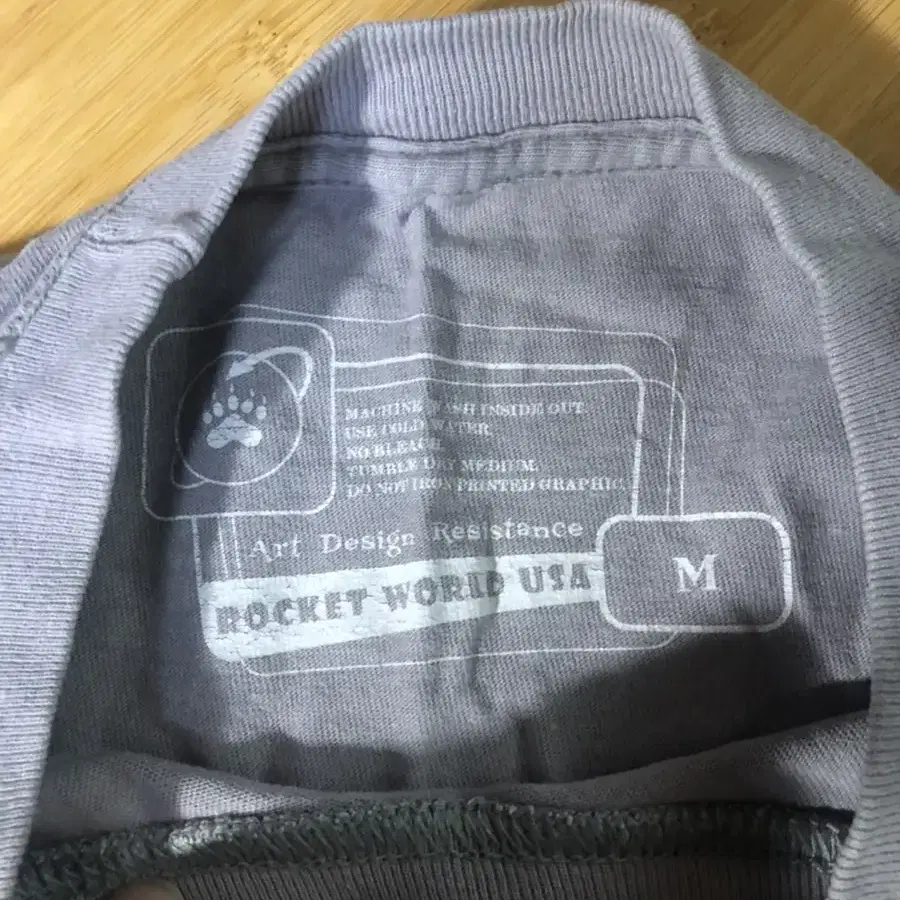 MACHINE WASH INSIDE OUT.
USE COLD WATER.
NO BLEACH.
TUMBLE DRY MEDIUM.
DO NOT IRON PRINTED GRAPHIC.
Art Design Resistance
ROCKET WORLD USA
M